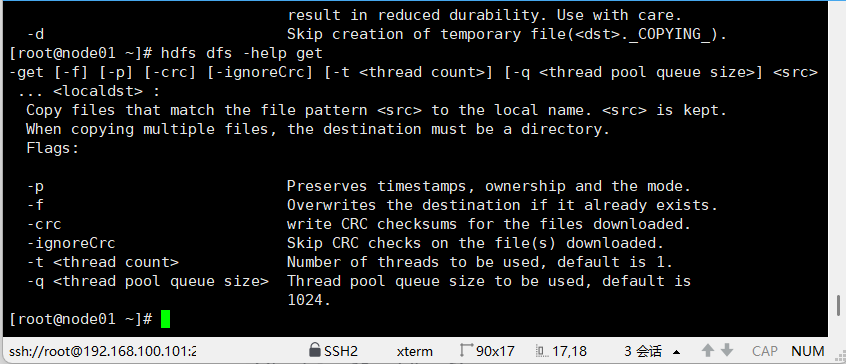 result in reduced durability. Use with care.
-d Skip creation of temporary file(<dst>._COPYING_).
[root@node01 ~]# hdfs dfs -help get
-get [-f] [-p] [-crc] [-ignoreCrc] [-t <thread count>] [-q <thread pool queue size>] <src>
... <localdst> :
Copy files that match the file pattern <src> to the local name. <src> is kept.
When copying multiple files, the destination must be a directory.
Flags:
-p Preserves timestamps, ownership and the mode.
-f Overwrites the destination if it already exists.
-crc write CRC checksums for the files downloaded.
-ignoreCrc Skip CRC checks on the file(s) downloaded.
-t <thread count> Number of threads to be used, default is 1.
-q <thread pool queue size> Thread pool queue size to be used, default is
1024.
[root@node01 ~]#
ssh://root@192.168.100.101:2 SSH2 xterm 90x17 17,18 3 会话 CAP NUM